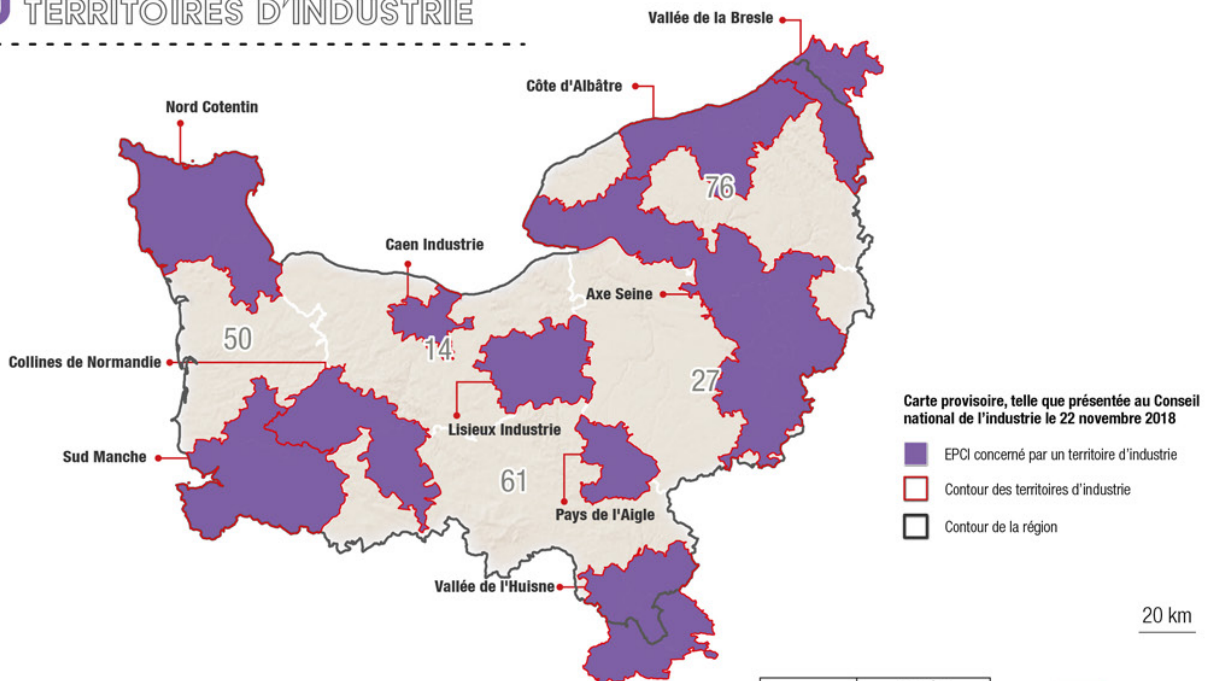 TERRITOIRES D’INDUSTRIE
Vallée de la Bresle
Côte d'Albâtre
Nord Cotentin
76
Caen Industrie
Axe Seine
50
14
Collines de Normandie
27
Carte provisoire, telle que présentée au Conseil
national de l’industrie le 22 novembre 2018
Lisieux Industrie
EPCI concerné par un territoire d’industrie
Sud Manche
61
Contour des territoires d’industrie
Pays de l'Aigle
Contour de la région
Vallée de l'Huisne
20 km